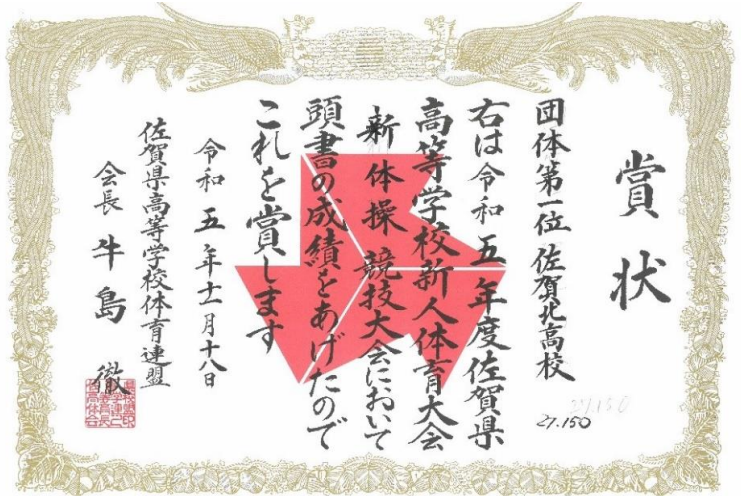 賞状
団体第一位 佐賀北高校
27.150
27.150
右は令和五年度佐賀県
高等学校新人体育大会
新体操競技大会において
頭書の成績をあげたので
これを賞します
令和五年十一月十八日
佐賀県高等学校体育連盟
会長 牛島 徹